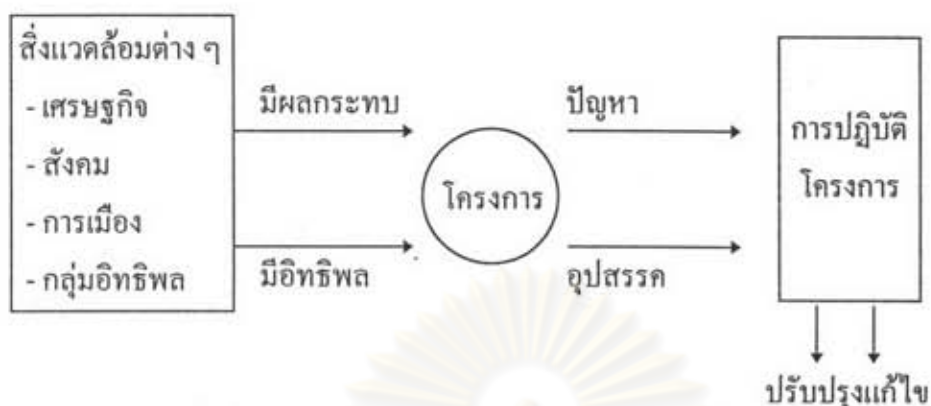 สิ่งแวดล้อมต่าง ๆ
- เศรษฐกิจ
- สังคม
- การเมือง
- กลุ่มอิทธิพล
มีผลกระทบ
มีอิทธิพล
โครงการ
ปัญหา
อุปสรรค
การปฏิบัติ
โครงการ
ปรับปรุงแก้ไข